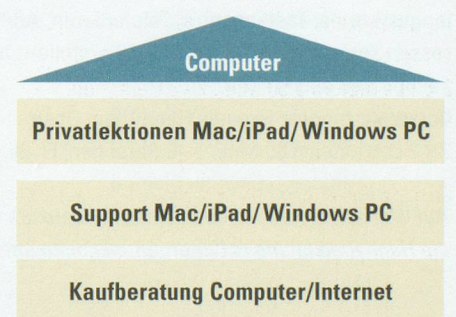 Computer
Privatlektionen Mac/iPad/Windows PC
Support Mac/iPad/Windows PC
Kaufberatung Computer/Internet